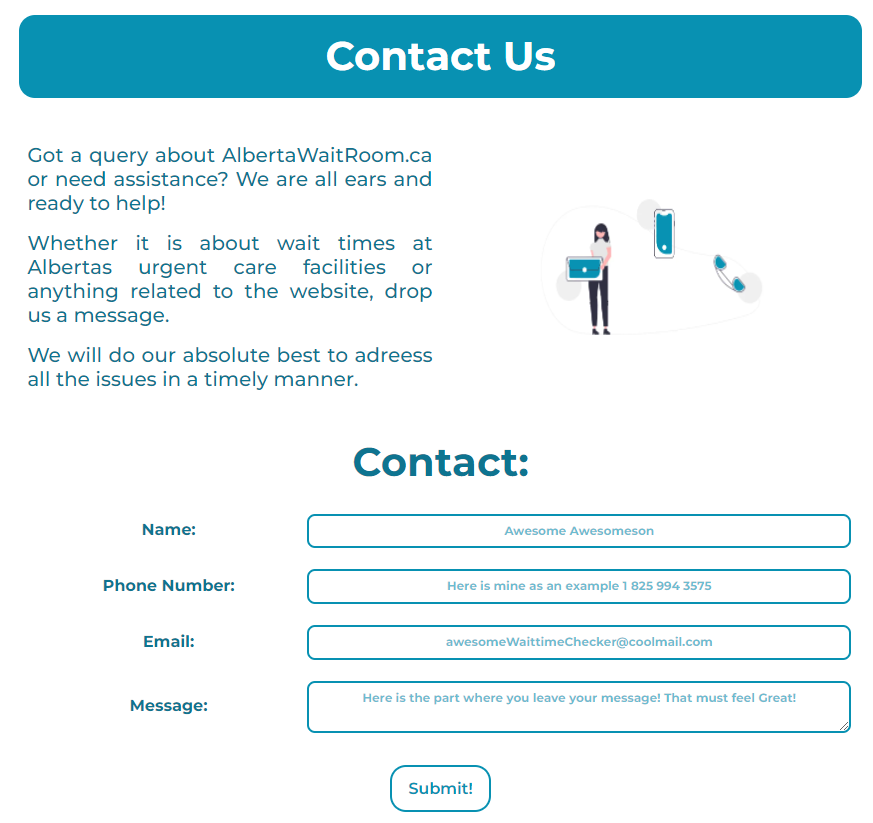 Contact Us
Got a query about AlbertaWaitRoom.ca
or need assistance? We are all ears and
ready to help!
Whether it is about wait times at
Albertas urgent care facilities or
anything related to the website, drop
us a message.
We will do our absolute best to adreess
all the issues in a timely manner.
Contact:
Name:
Awesome Awesomeson
Phone Number:
Here is mine as an example 1 825 994 3575
Email:
awesomeWaittimeChecker@coolmail.com
Message:
Here is the part where you leave your message! That must feel Great!
Submit!